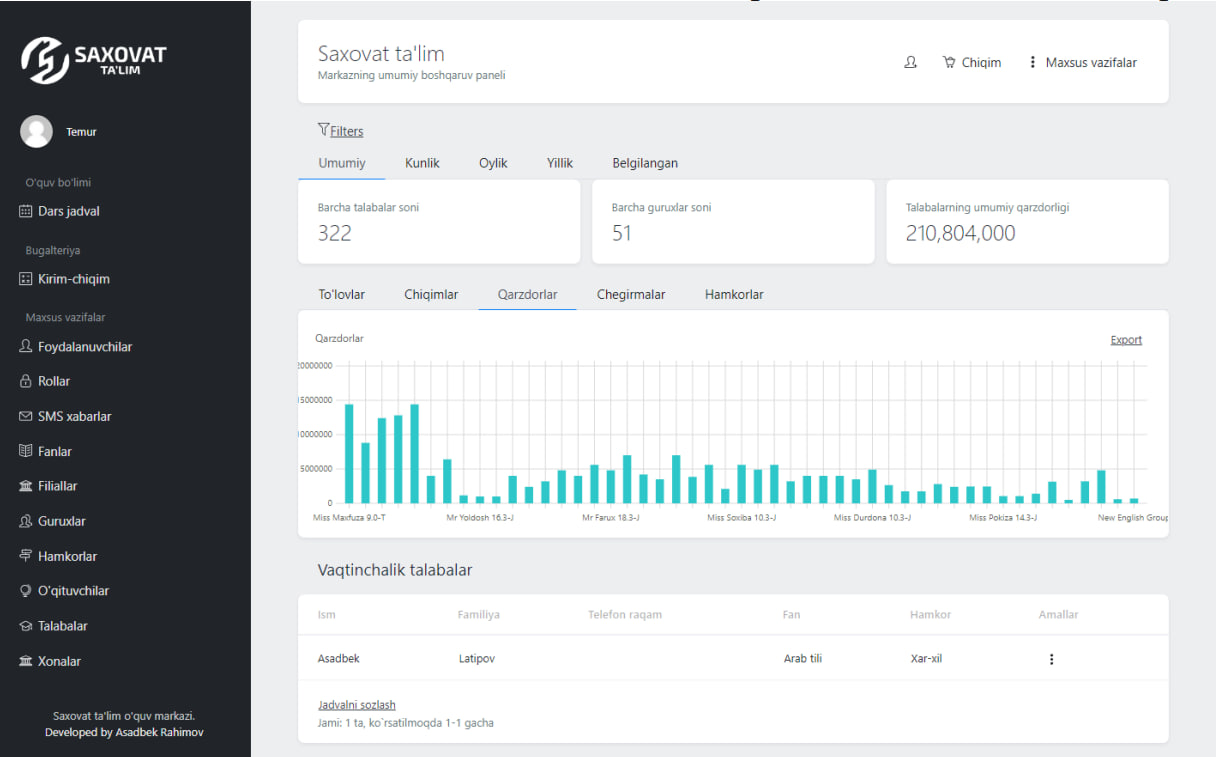 SAXOVAT
TA'LIM
Temur
O'quv bo'limi
Dars jadval
Bugalteriya
Kirim-chiqim
Maxsus vazifalar
Foydalanuvchilar
Rollar
SMS xabarlar
Fanlar
Filiallar
Guruxlar
Hamkorlar
O'qituvchilar
Talabalar
Xonalar
Saxovat ta'lim o'quv markazi.
Developed by Asadbek Rahimov
Saxovat ta'lim
Markazning umumiy boshqaruv paneli
Chiqim Maxsus vazifalar
Filters
Umumiy Kunlik Oylik Yillik Belgilangan
Barcha talabalar soni Barcha guruxlar soni Talabalarning umumiy qarzdorligi
322 51 210,804,000
To'lovlar Chiqimlar Qarzdorlar Chegirmalar Hamkorlar
Qarzdorlar Export
20000000
15000000
10000000
5000000
0
Miss Maxfuza 9.0-T Mr Yoldosh 16.3-J Mr Farux 18.3-J Miss Soxiba 10.3-J Miss Durdona 10.3-J Miss Pokiza 14.3-J New English Group
Vaqtinchalik talabalar
Ism Familiya Telefon raqam Fan Hamkor Amallar
Asadbek Latipov Arab tili Xar-xil
Jadvalni sozlash
Jami: 1 ta, ko`rsatilmoqda 1-1 gacha